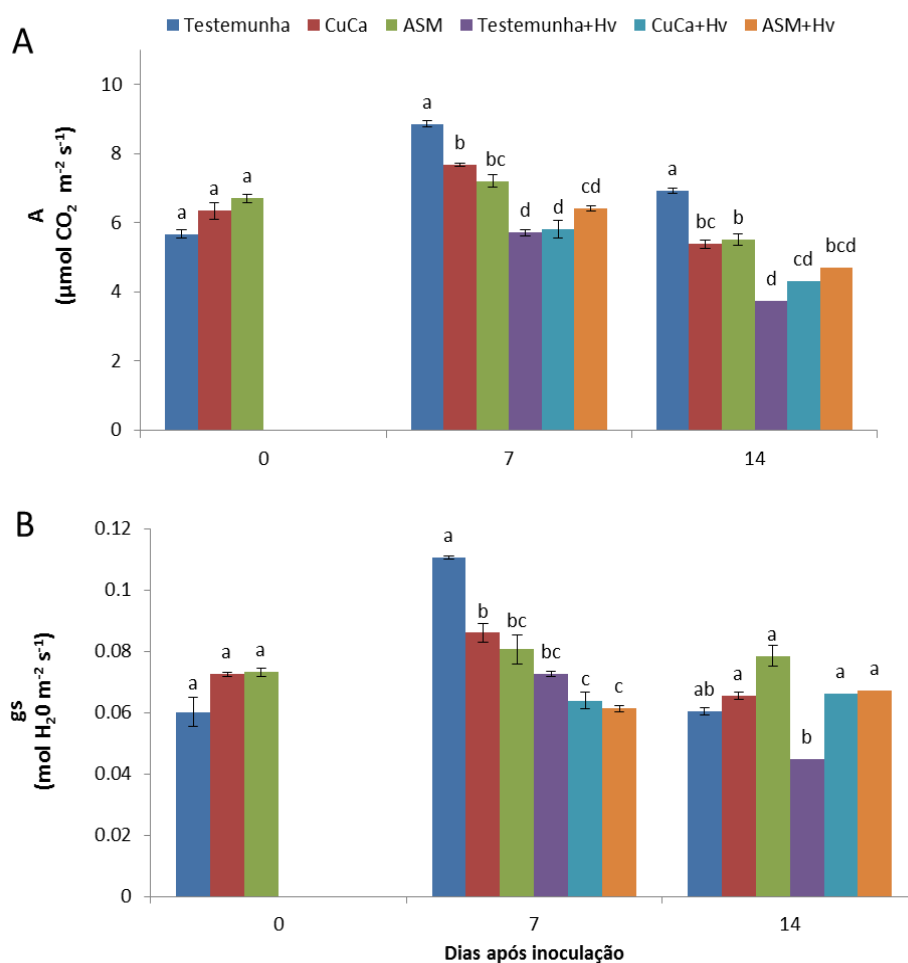 Testemunha CuCa ASM Testemunha+Hv CuCa+Hv ASM+Hv
A
A
(µmol CO₂ m⁻² s⁻¹)
10
8
6
4
2
0
a a a
a b bc d d cd
a bc b d cd bcd
0 7 14
B
gs
(mol H₂0 m⁻² s⁻¹)
0.12
0.1
0.08
0.06
0.04
0.02
0
a a a
a b bc bc c c
ab a a b a a
0 7 14
Dias após inoculação